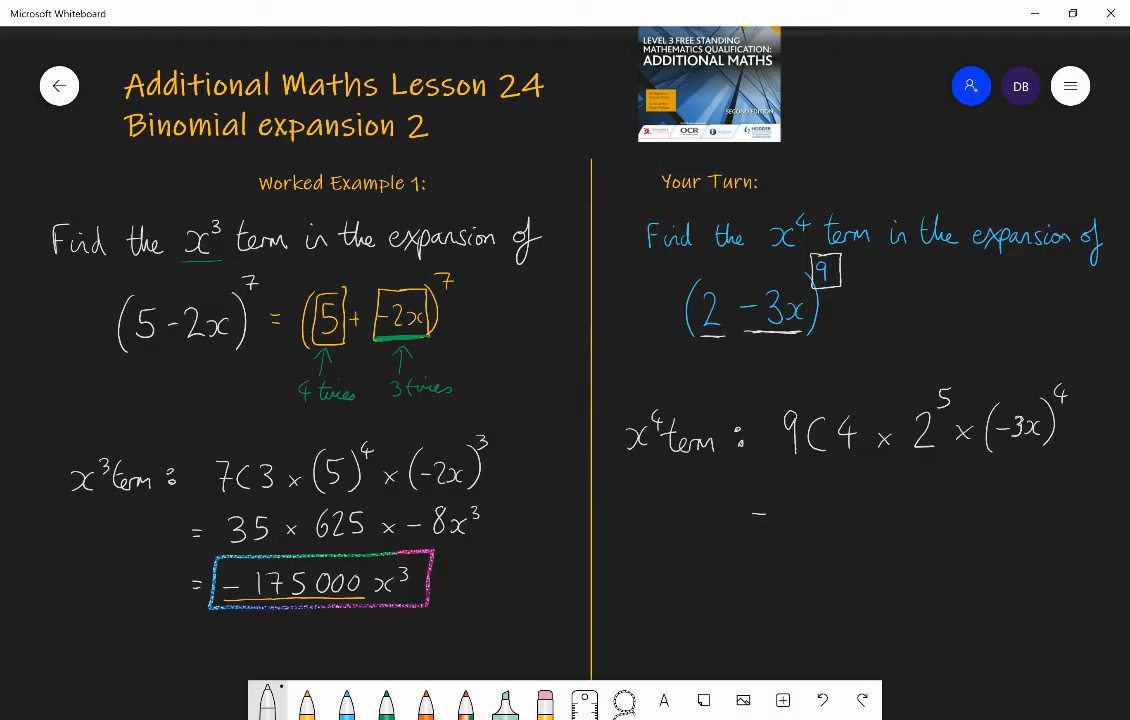 Microsoft Whiteboard
Additional Maths Lesson 24
Binomial expansion 2
LEVEL 3 FREE STANDING
MATHEMATICS QUALIFICATION:
ADDITIONAL MATHS
SECOND EDITION
OCR
HODDER
DB
Worked Example 1:
Find the x³ term in the expansion of
(5 - 2x)⁷ = (5 + -2x)⁷
4 times 3 times
x³ term : 7C3 × (5)⁴ × (-2x)³
= 35 × 625 × - 8x³
= - 175 000 x³
Your Turn:
Find the x⁴ term in the expansion of
(2 - 3x)⁹
x⁴ term : 9C4 × 2⁵ × (-3x)⁴
-
A